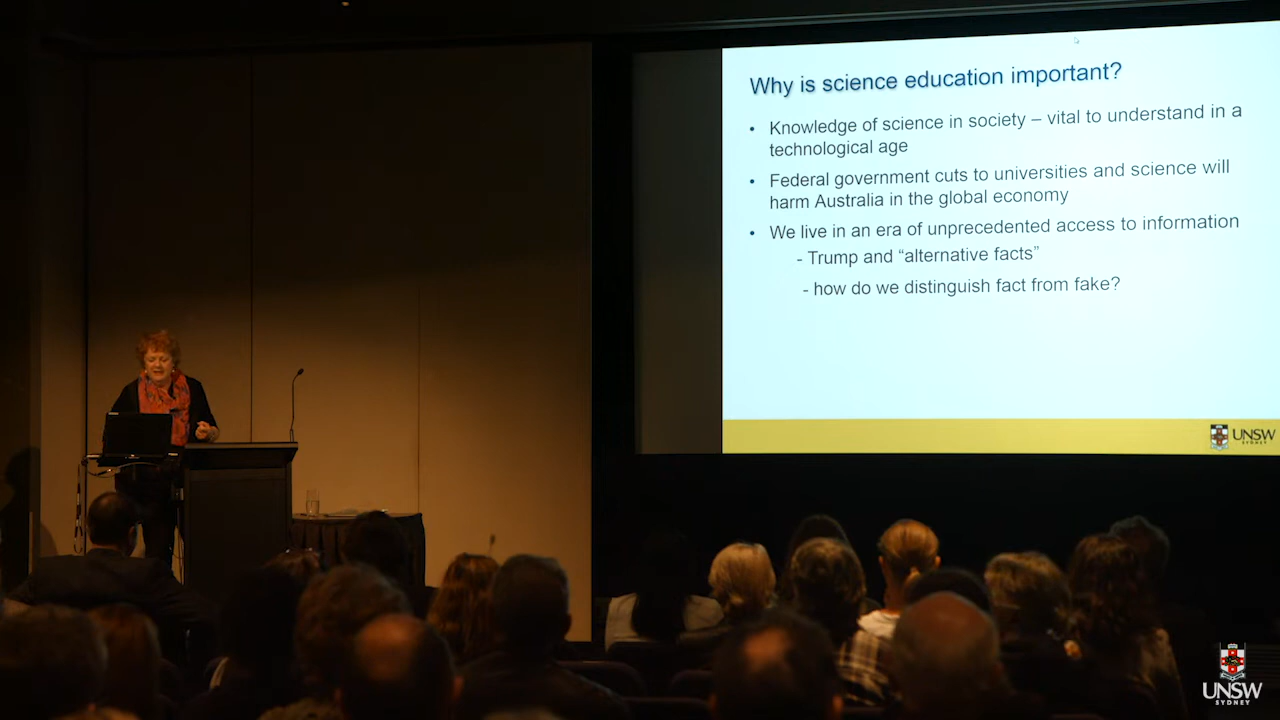 Why is science education important?
• Knowledge of science in society – vital to understand in a
technological age
• Federal government cuts to universities and science will
harm Australia in the global economy
• We live in an era of unprecedented access to information
- Trump and “alternative facts”
- how do we distinguish fact from fake?
UNSW
SYDNEY
UNSW
SYDNEY